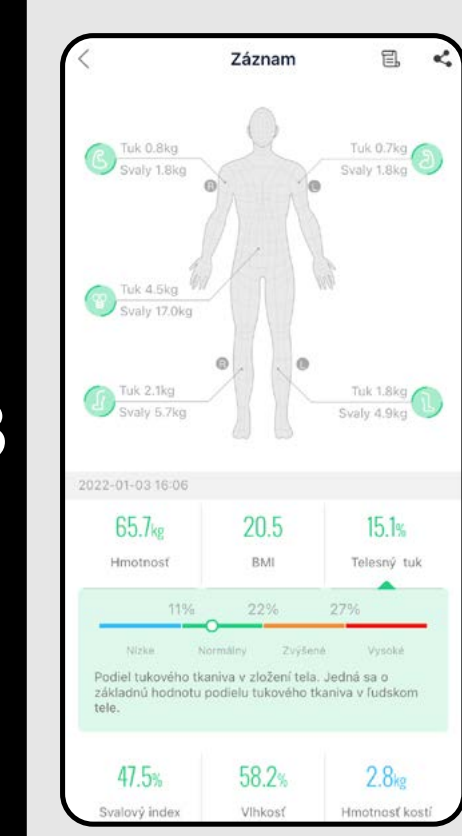 Záznam
Tuk 0.8kg
Svaly 1.8kg
Tuk 0.7kg
Svaly 1.8kg
R
L
Tuk 4.5kg
Svaly 17.0kg
R
L
Tuk 2.1kg
Svaly 5.7kg
Tuk 1.8kg
Svaly 4.9kg
2022-01-03 16:06
65.7kg
20.5
15.1%
Hmotnosť
BMI
Telesný tuk
11%
22%
27%
Nízke
Normálny
Zvýšené
Vysoké
Podiel tukového tkaniva v zložení tela. Jedná sa o
základnú hodnotu podielu tukového tkaniva v ľudskom
tele.
47.5%
58.2%
2.8kg
Svalový index
Vlhkosť
Hmotnosť kostí